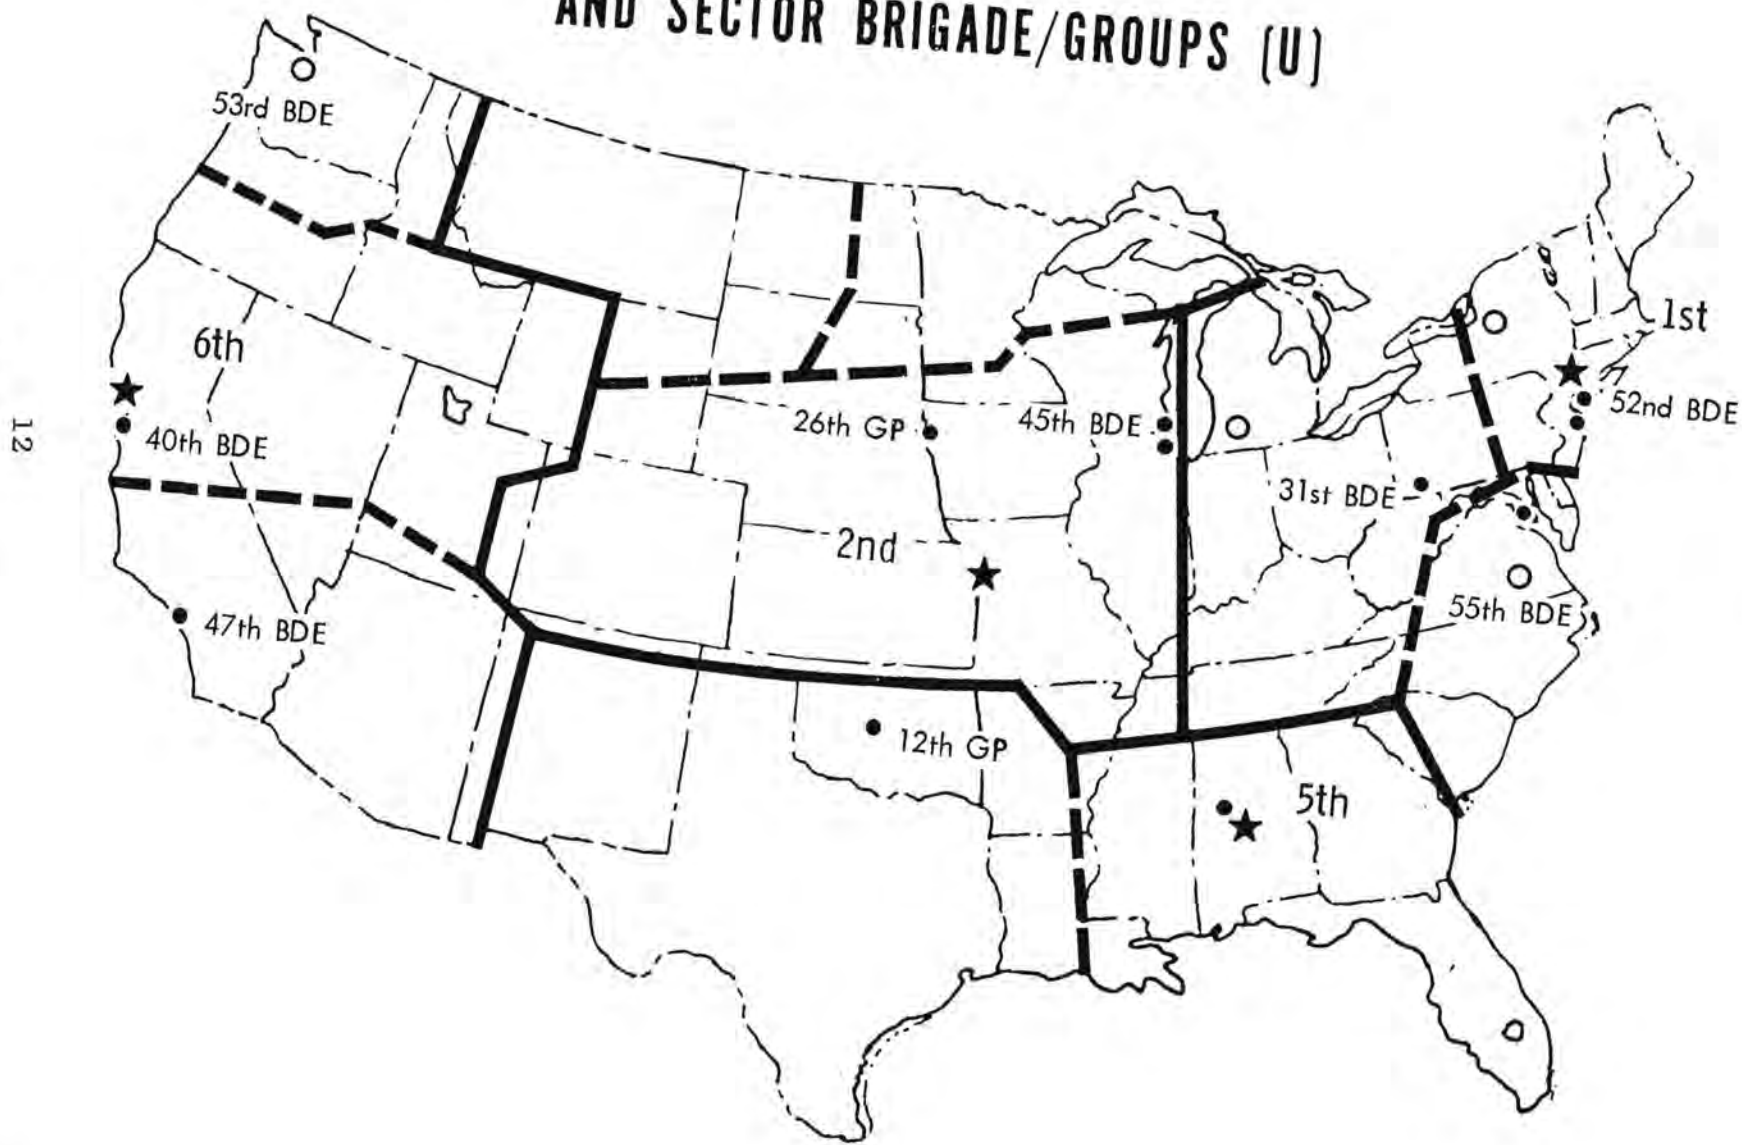 AND SECTOR BRIGADE/GROUPS (U)
53rd BDE
6th
1st
52nd BDE
26th GP
45th BDE
40th BDE
31st BDE
2nd
55th BDE
47th BDE
12th GP
5th
12